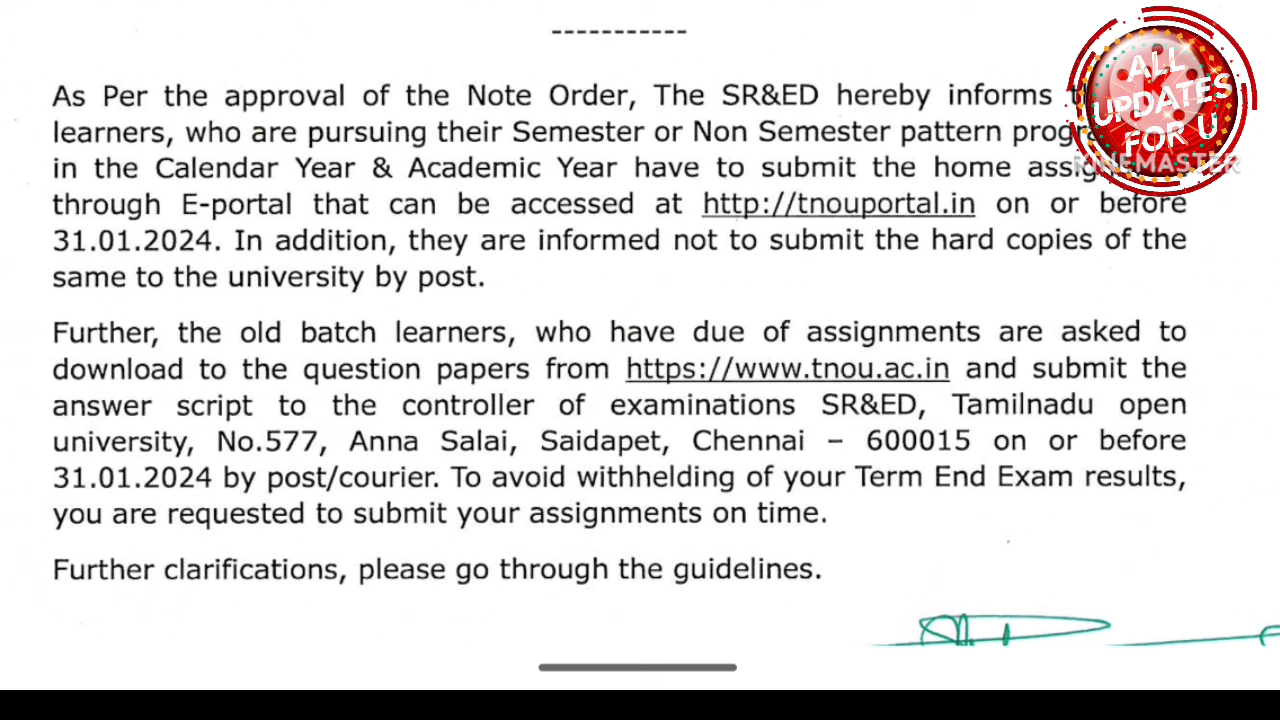 -----------
As Per the approval of the Note Order, The SR&ED hereby informs
learners, who are pursuing their Semester or Non Semester pattern
in the Calendar Year & Academic Year have to submit the home
through E-portal that can be accessed at http://tnouportal.in on or before
31.01.2024. In addition, they are informed not to submit the hard copies of the
same to the university by post.
Further, the old batch learners, who have due of assignments are asked to
download to the question papers from https://www.tnou.ac.in and submit the
answer script to the controller of examinations SR&ED, Tamilnadu open
university, No.577, Anna Salai, Saidapet, Chennai – 600015 on or before
31.01.2024 by post/courier. To avoid withhelding of your Term End Exam results,
you are requested to submit your assignments on time.
Further clarifications, please go through the guidelines.
ALL
UPDATES
FOR U
KINEMASTER